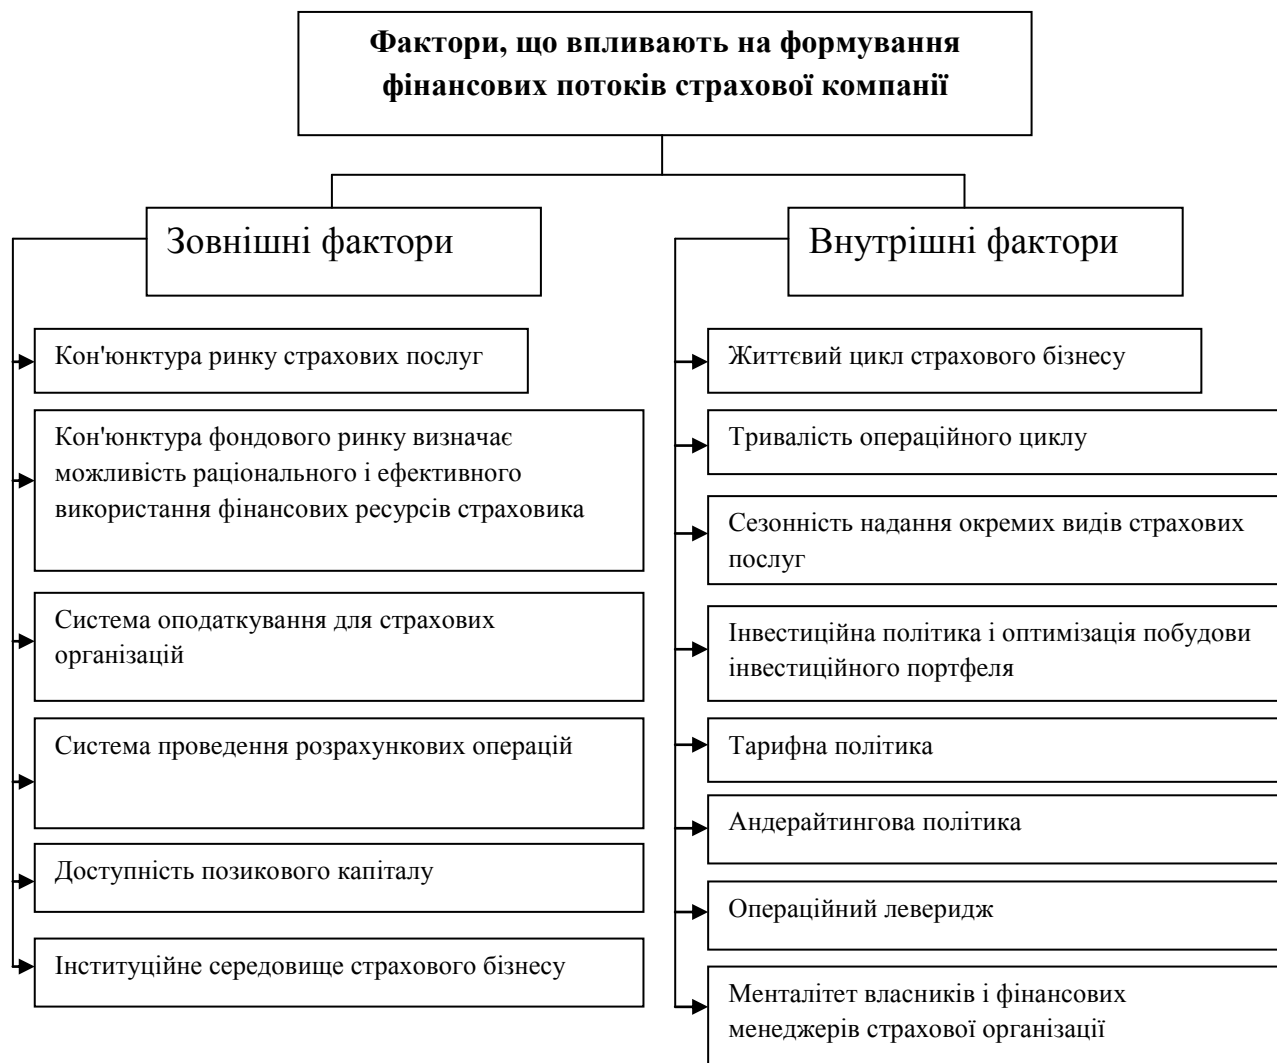 Фактори, що впливають на формування
фінансових потоків страхової компанії
Зовнішні фактори
Кон'юнктура ринку страхових послуг
Кон'юнктура фондового ринку визначає
можливість раціонального і ефективного
використання фінансових ресурсів страховика
Система оподаткування для страхових
організацій
Система проведення розрахункових операцій
Доступність позикового капіталу
Інституційне середовище страхового бізнесу
Внутрішні фактори
Життєвий цикл страхового бізнесу
Тривалість операційного циклу
Сезонність надання окремих видів страхових
послуг
Інвестиційна політика і оптимізація побудови
інвестиційного портфеля
Тарифна політика
Андерайтингова політика
Операційний леверидж
Менталітет власників і фінансових
менеджерів страхової організації